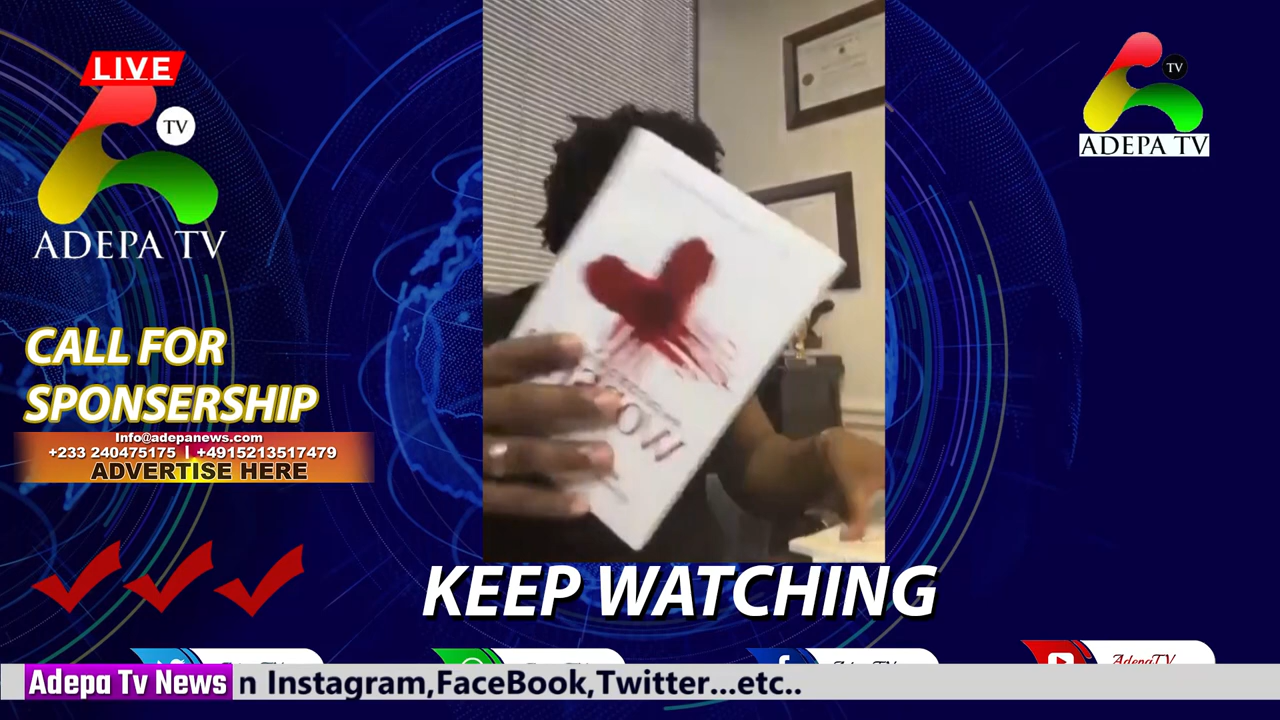 LIVE
TV
ADEPA TV
TV
ADEPA TV
CALL FOR
SPONSERSHIP
Info@adepanews.com
+233 240475175 | +4915213517479
ADVERTISE HERE
KEEP WATCHING
AdepaTV
Adepa Tv News
n Instagram,FaceBook,Twitter...etc..